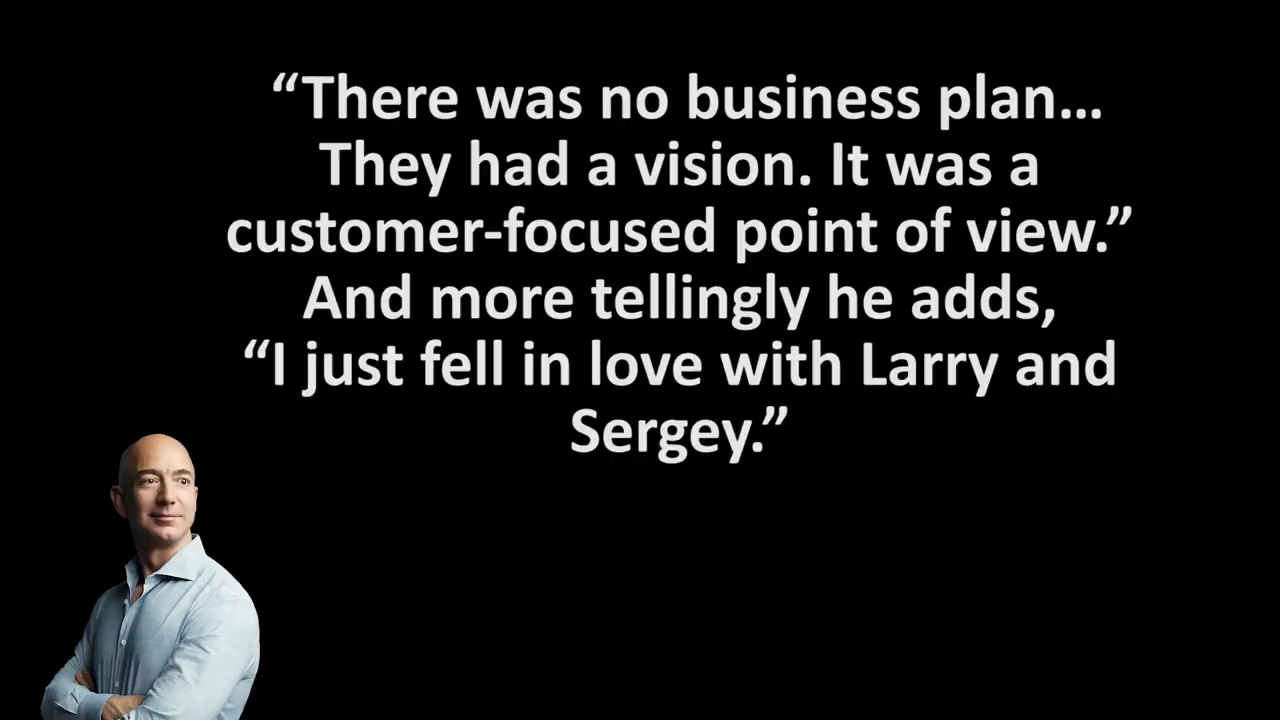 “There was no business plan…
They had a vision. It was a
customer-focused point of view.”
And more tellingly he adds,
“I just fell in love with Larry and
Sergey.”